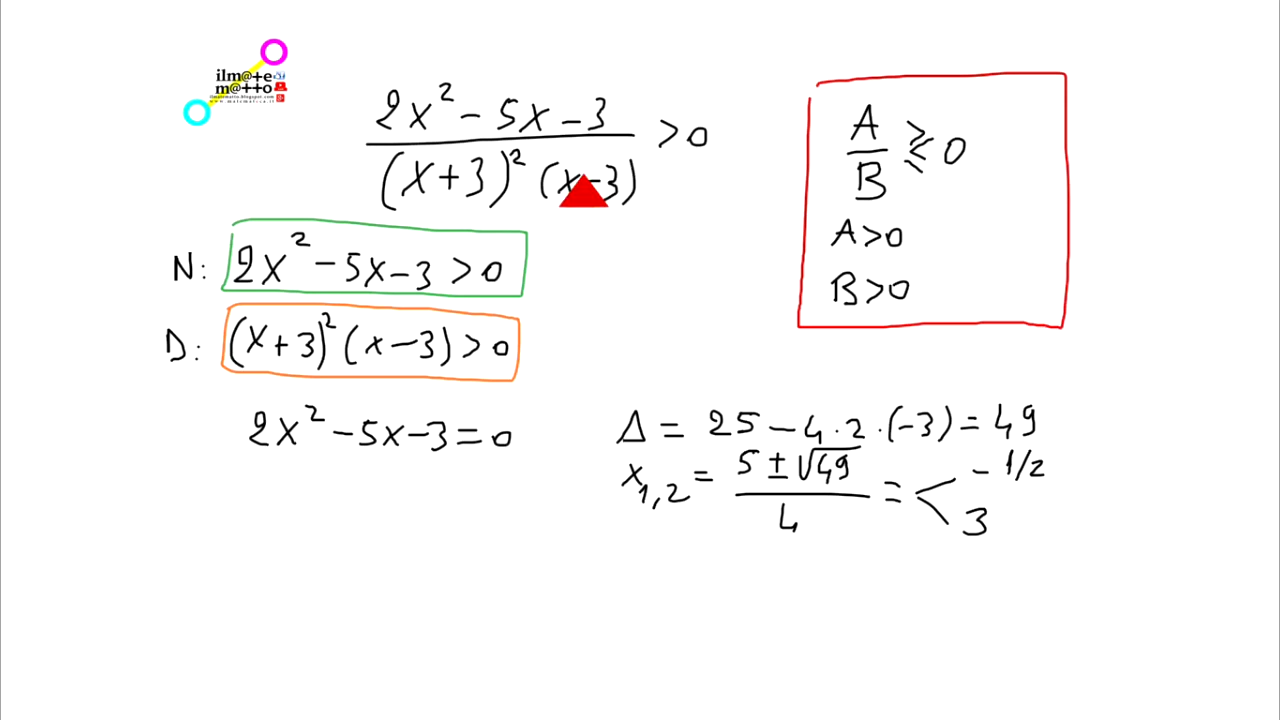 ilm@+e
m@++o
2x² - 5x - 3
(x+3)² (x-3)
> 0
A
B
≷ 0
A>0
B>0
N: 2x² - 5x - 3 > 0
D: (x+3)² (x-3) > 0
2x² - 5x - 3 = 0
Δ = 25 - 4·2·(-3) = 49
x1,2 = 5 ± √49 / 4 = < - 1/2
3